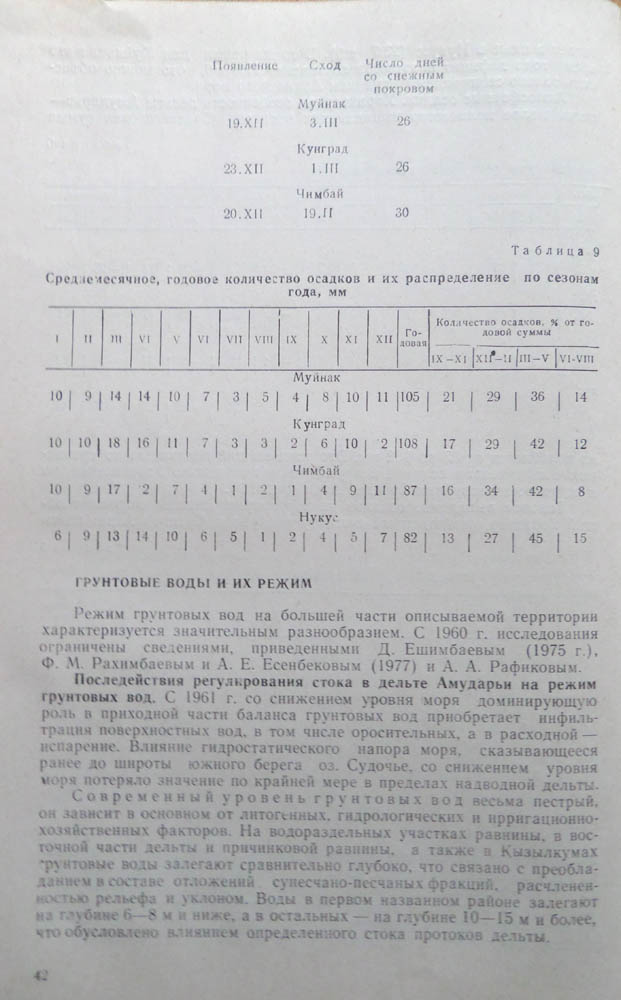 Появление Сход Число дней
со снежным
покровом
Муйнак
19.XII 3.III 26
Кунград
23.XII 1.III 26
Чимбай
20.XII 19.II 30
Таблица 9
Среднемесячное, годовое количество осадков и их распределение по сезонам
года, мм
I II III VI V VI VII VIII IX X XI XII Го-
довая Количество осадков, % от го-
довой суммы
IX–XI XII–II III–V VI-VIII
Муйнак
10 9 14 14 10 7 3 5 4 8 10 11 105 21 29 36 14
Кунград
10 10 18 16 11 7 3 3 2 6 10 2 108 17 29 42 12
Чимбай
10 9 17 2 7 4 1 2 1 4 9 11 87 16 34 42 8
Нукус
6 9 13 14 10 6 5 1 2 4 5 7 82 13 27 45 15
ГРУНТОВЫЕ ВОДЫ И ИХ РЕЖИМ
Режим грунтовых вод на большей части описываемой территории
характеризуется значительным разнообразием. С 1960 г. исследования
ограничены сведениями, приведенными Д. Ешимбаевым (1975 г.),
Ф. М. Рахимбаевым и А. Е. Есенбековым (1977) и А. А. Рафиковым.
Последействия регулирования стока в дельте Амударьи на режим
грунтовых вод. С 1961 г. со снижением уровня моря доминирующую
роль в приходной части баланса грунтовых вод приобретает инфиль-
трация поверхностных вод, в том числе оросительных, а в расходной —
испарение. Влияние гидростатического напора моря, сказывающееся
ранее до широты южного берега оз. Судочье, со снижением уровня
моря потеряло значение по крайней мере в пределах надводной дельты.
Современный уровень грунтовых вод весьма пестрый,
он зависит в основном от литогенных, гидрологических и ирригационно-
хозяйственных факторов. На водораздельных участках равнины, в вос-
точной части дельты и причинковой равнины, а также в Кызылкумах
грунтовые воды залегают сравнительно глубоко, что связано с преобла-
данием в составе отложений супесчано-песчаных фракций, расчленен-
ностью рельефа и уклоном. Воды в первом названном районе залегают
на глубине 6—8 м и ниже, а в остальных — на глубине 10—15 м и более,
что обусловлено влиянием определенного стока протоков дельты.
42